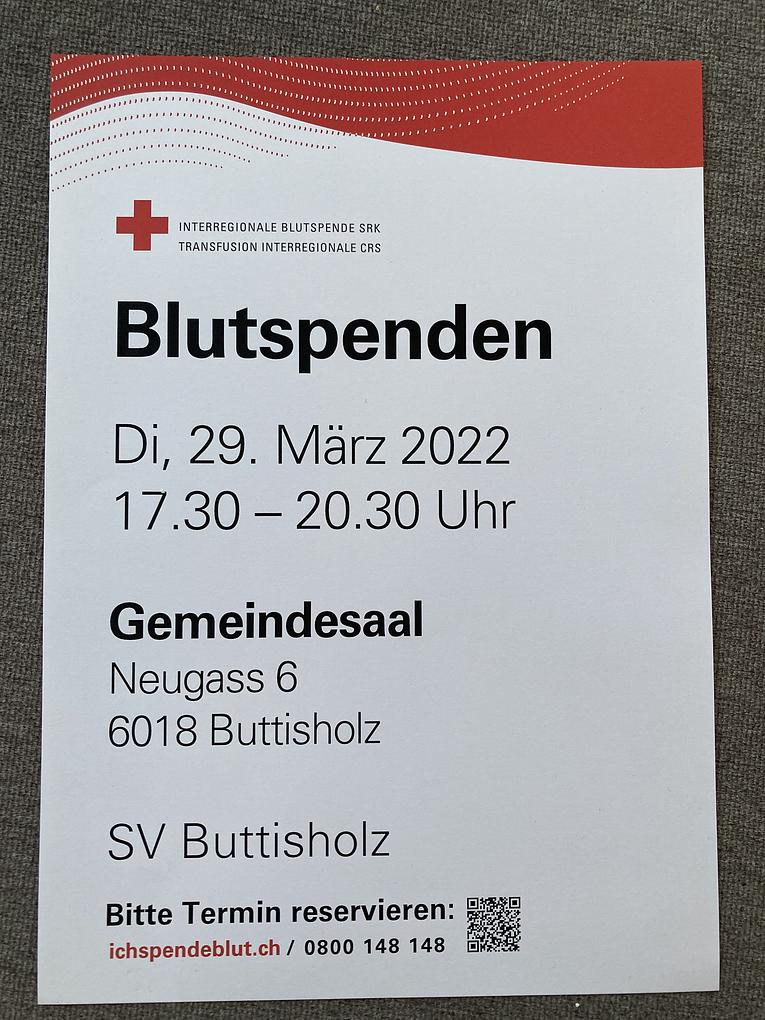 INTERREGIONALE BLUTSPENDE SRK
TRANSFUSION INTERREGIONALE CRS
Blutspenden
Di, 29. März 2022
17.30 – 20.30 Uhr
Gemeindesaal
Neugass 6
6018 Buttisholz
SV Buttisholz
Bitte Termin reservieren:
ichspendeblut.ch / 0800 148 148